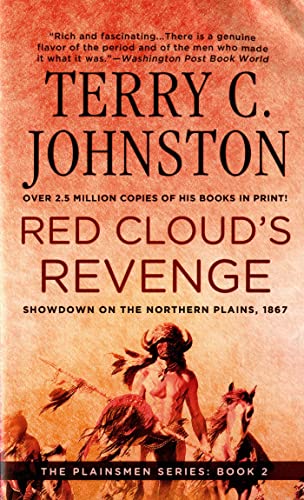 "Rich and fascinating...There is a genuine
flavor of the period and of the men who made
it what it was."—Washington Post Book World
TERRY C.
JOHNSTON
OVER 2.5 MILLION COPIES OF HIS BOOKS IN PRINT!
RED CLOUD'S
REVENGE
SHOWDOWN ON THE NORTHERN PLAINS, 1867
THE PLAINSMEN SERIES: BOOK 2